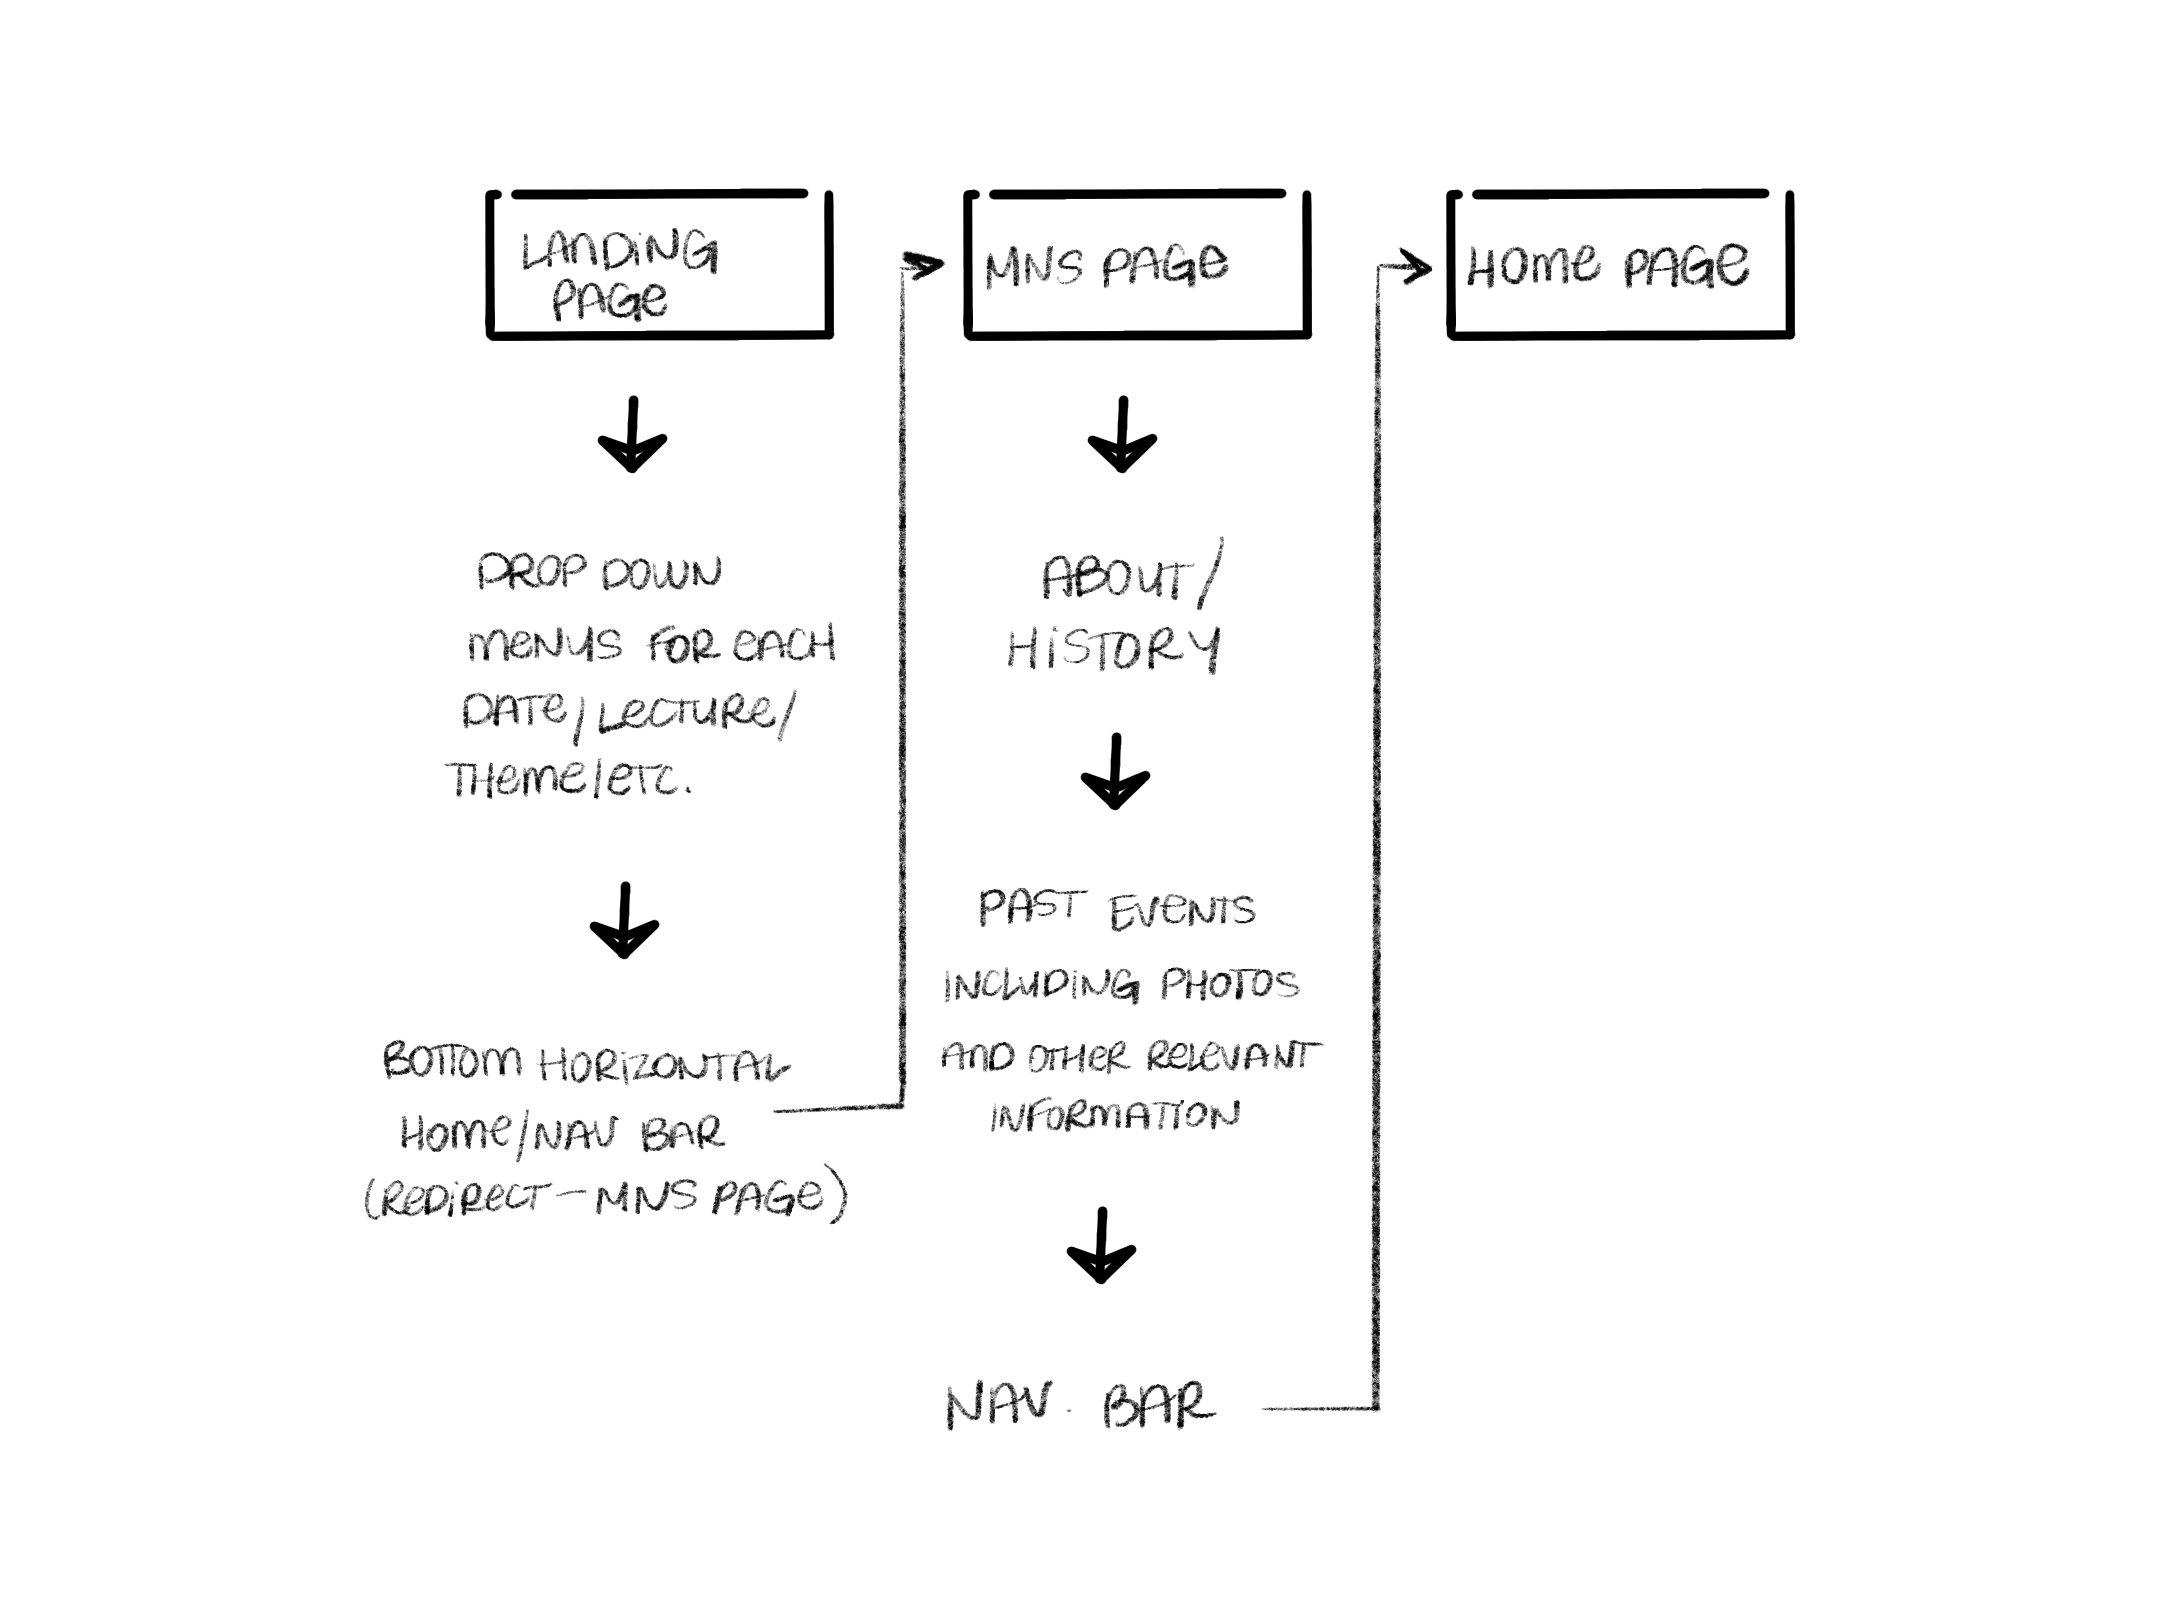 LANDING
PAGE
DROP DOWN
MENUS FOR EACH
DATE/LECTURE/
THEME/ETC.
BOTTOM HORIZONTAL
HOME/NAV BAR
(REDIRECT - MNS PAGE)
MNS PAGE
ABOUT/
HISTORY
PAST EVENTS
INCLUDING PHOTOS
AND OTHER RELEVANT
INFORMATION
NAV. BAR
HOME PAGE